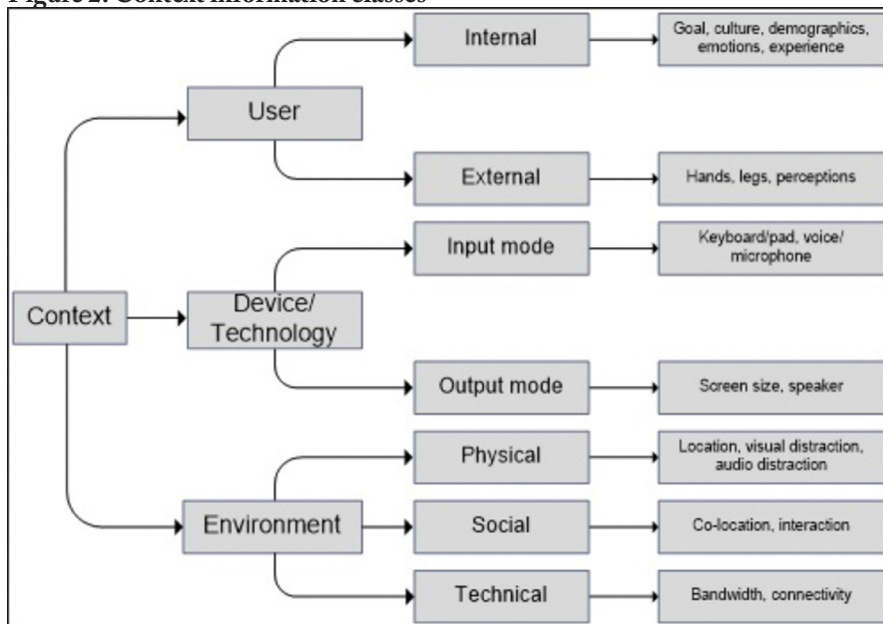 Figure 2. Context information classes
Internal
Goal, culture, demographics,
emotions, experience
User
External
Hands, legs, perceptions
Input mode
Keyboard/pad, voice/
microphone
Context
Device/
Technology
Output mode
Screen size, speaker
Physical
Location, visual distraction,
audio distraction
Environment
Social
Co-location, interaction
Technical
Bandwidth, connectivity